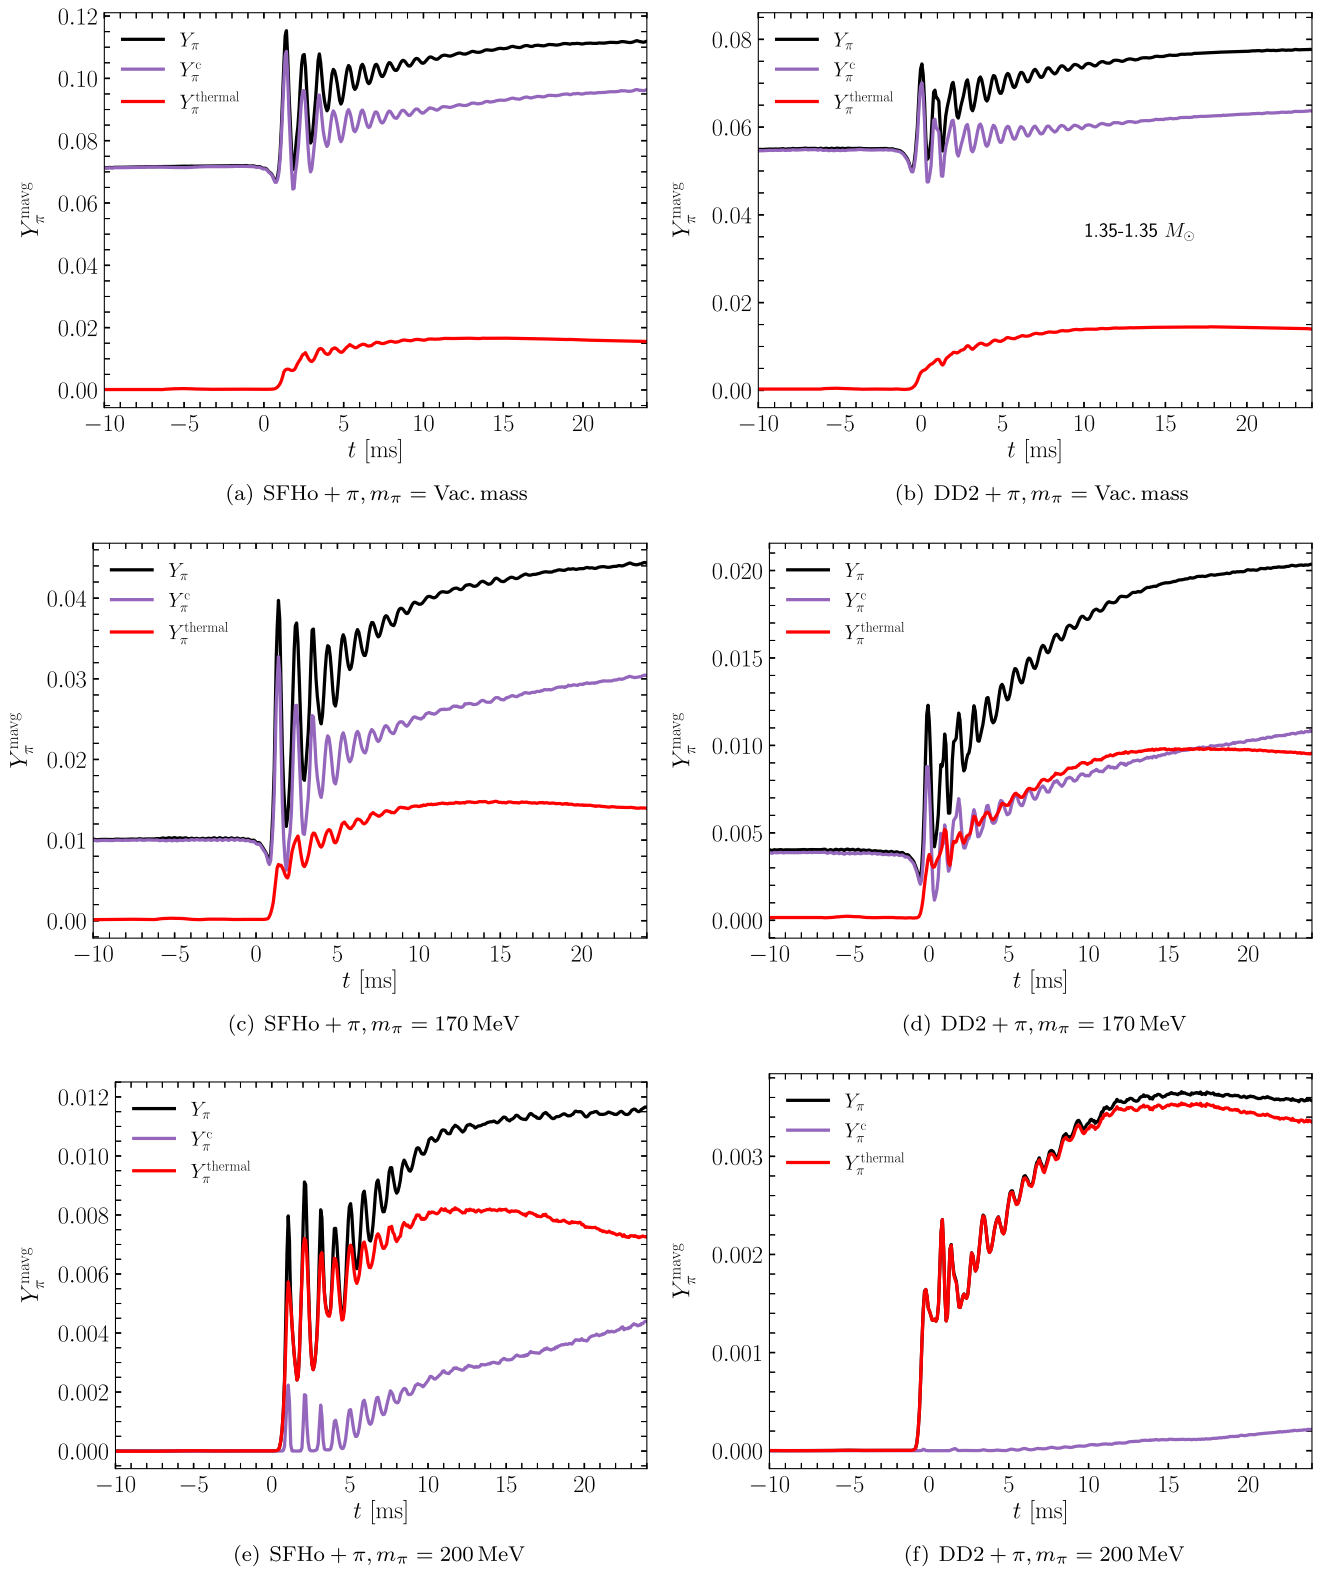 0.12
0.10
0.08
0.06
0.04
0.02
0.00
Y_π^mavg
Y_π
Y_π^c
Y_π^thermal
−10 −5 0 5 10 15 20
t [ms]
(a) SFHo + π, m_π = Vac. mass
0.08
0.06
0.04
0.02
0.00
Y_π^mavg
Y_π
Y_π^c
Y_π^thermal
1.35-1.35 M_⊙
−10 −5 0 5 10 15 20
t [ms]
(b) DD2 + π, m_π = Vac. mass
0.04
0.03
0.02
0.01
0.00
Y_π^mavg
Y_π
Y_π^c
Y_π^thermal
−10 −5 0 5 10 15 20
t [ms]
(c) SFHo + π, m_π = 170 MeV
0.020
0.015
0.010
0.005
0.000
Y_π^mavg
Y_π
Y_π^c
Y_π^thermal
−10 −5 0 5 10 15 20
t [ms]
(d) DD2 + π, m_π = 170 MeV
0.012
0.010
0.008
0.006
0.004
0.002
0.000
Y_π^mavg
Y_π
Y_π^c
Y_π^thermal
−10 −5 0 5 10 15 20
t [ms]
(e) SFHo + π, m_π = 200 MeV
0.003
0.002
0.001
0.000
Y_π^mavg
Y_π
Y_π^c
Y_π^thermal
−10 −5 0 5 10 15 20
t [ms]
(f) DD2 + π, m_π = 200 MeV